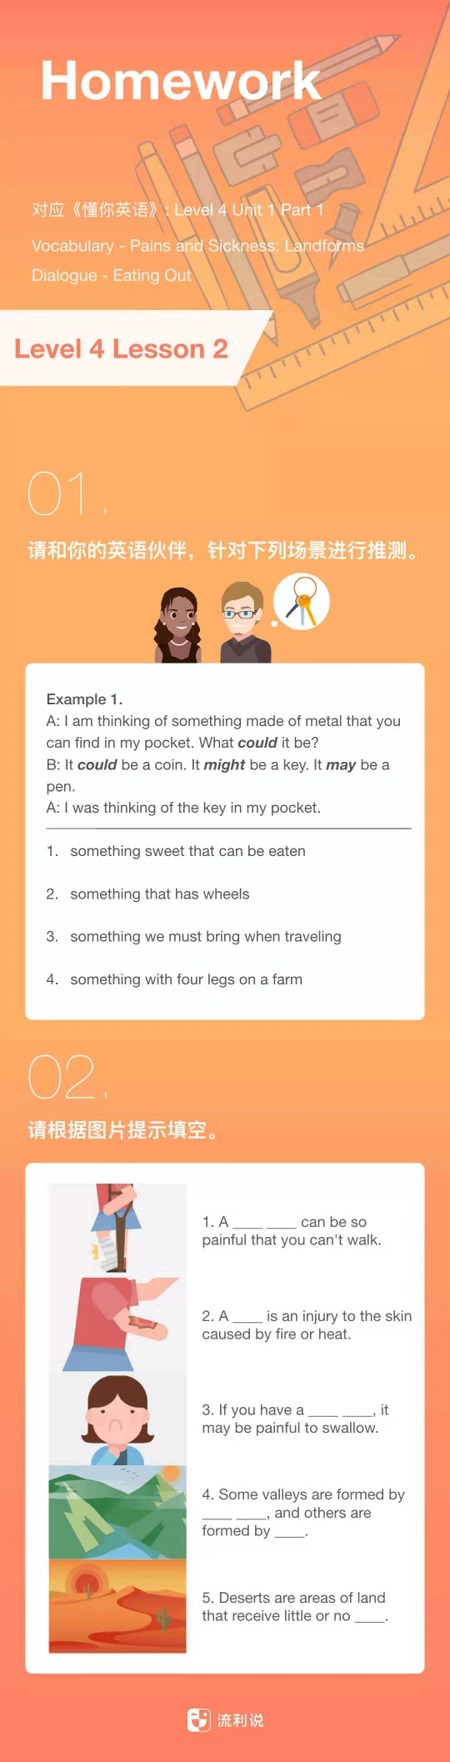 Homework
对应《懂你英语》: Level 4 Unit 1 Part 1
Vocabulary - Pains and Sickness; Landforms
Dialogue - Eating Out
Level 4 Lesson 2
01.
请和你的英语伙伴，针对下列场景进行推测。
Example 1.
A: I am thinking of something made of metal that you
can find in my pocket. What could it be?
B: It could be a coin. It might be a key. It may be a
pen.
A: I was thinking of the key in my pocket.
1. something sweet that can be eaten
2. something that has wheels
3. something we must bring when traveling
4. something with four legs on a farm
02.
请根据图片提示填空。
1. A ____ ____ can be so
painful that you can't walk.
2. A ____ is an injury to the skin
caused by fire or heat.
3. If you have a ____ ____, it
may be painful to swallow.
4. Some valleys are formed by
____ ____, and others are
formed by ____.
5. Deserts are areas of land
that receive little or no ____.
流利说